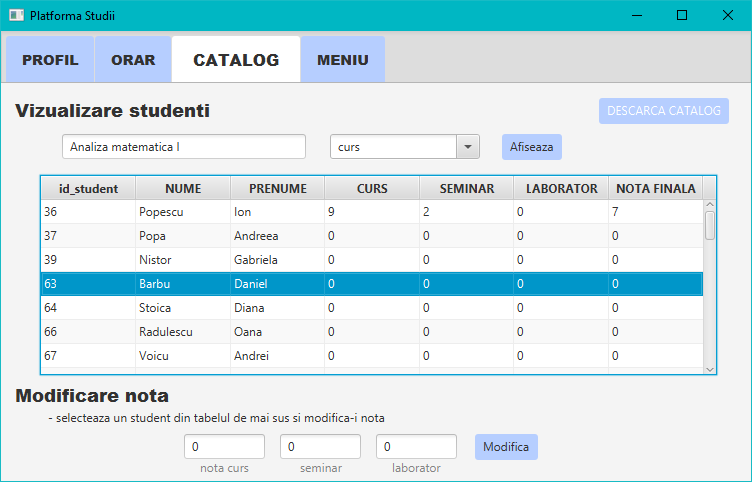 Platforma Studii
PROFIL ORAR CATALOG MENIU
Vizualizare studenti DESCARCA CATALOG
Analiza matematica I curs Afiseaza
id_student NUME PRENUME CURS SEMINAR LABORATOR NOTA FINALA
36 Popescu Ion 9 2 0 7
37 Popa Andreea 0 0 0 0
39 Nistor Gabriela 0 0 0 0
63 Barbu Daniel 0 0 0 0
64 Stoica Diana 0 0 0 0
66 Radulescu Oana 0 0 0 0
67 Voicu Andrei 0 0 0 0
Modificare nota
- selecteaza un student din tabelul de mai sus si modifica-i nota
0 0 0 Modifica
nota curs seminar laborator